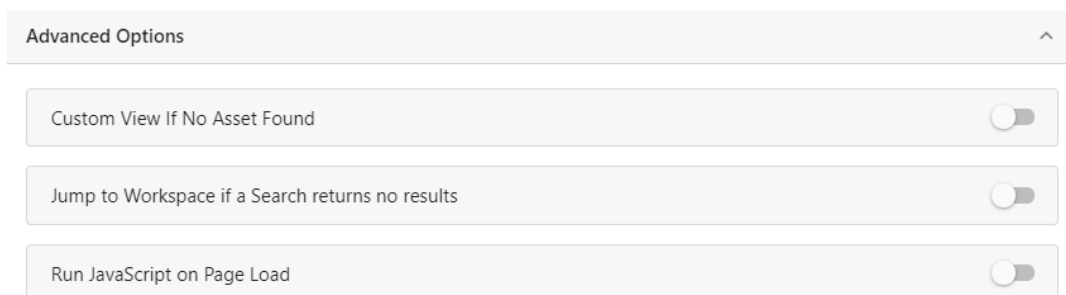 Advanced Options
Custom View If No Asset Found
Jump to Workspace if a Search returns no results
Run JavaScript on Page Load